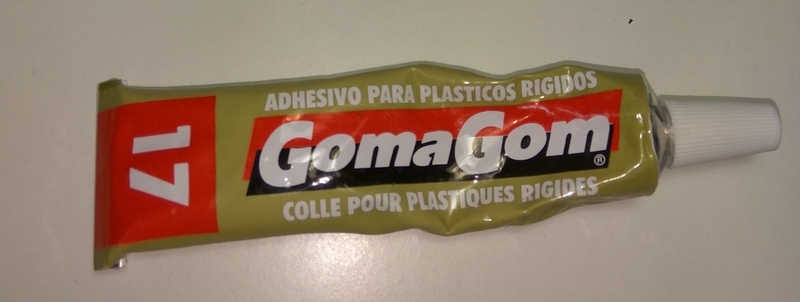 17
ADHESIVO PARA PLASTICOS RIGIDOS
GomaGom®
COLLE POUR PLASTIQUES RIGIDES